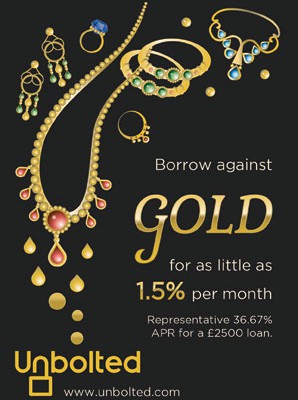 Borrow against
GOLD
for as little as
1.5% per month
Representative 36.67%
APR for a £2500 loan.
Unbolted
www.unbolted.com